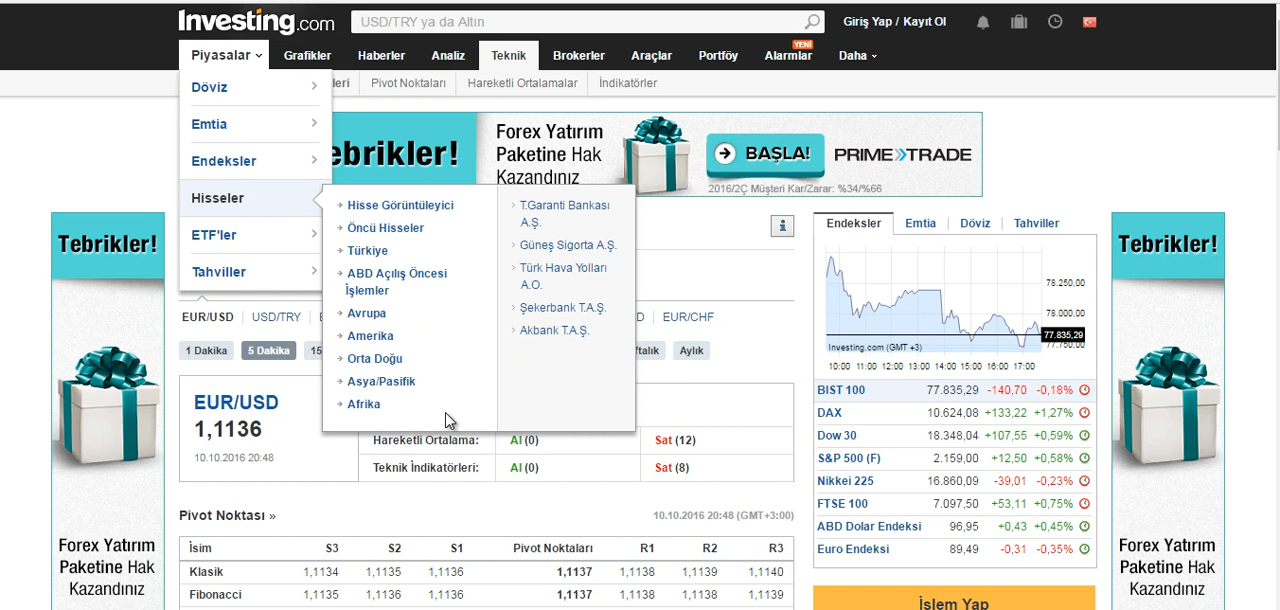 Investing.com
USD/TRY ya da Altın
Giriş Yap / Kayıt Ol
Piyasalar Grafikler Haberler Analiz Teknik Brokerler Araçlar Portföy Alarmlar YENİ Daha
Pivot Noktaları Hareketli Ortalamalar İndikatörler
Döviz
Emtia
Endeksler
Hisseler
ETF'ler
Tahviller
Hisse Görüntüleyici
Öncü Hisseler
Türkiye
ABD Açılış Öncesi
İşlemler
Avrupa
Amerika
Orta Doğu
Asya/Pasifik
Afrika
T.Garanti Bankası
A.Ş.
Güneş Sigorta A.Ş.
Türk Hava Yolları
A.O.
Şekerbank T.A.Ş.
Akbank T.A.Ş.
ebrikler!
Forex Yatırım
Paketine Hak
Kazandınız
BAŞLA!
PRIME TRADE
2016/2Ç Müşteri Kar/Zarar: %34/%66
Tebrikler!
Forex Yatırım
Paketine Hak
Kazandınız
EUR/USD USD/TRY EUR/CHF
1 Dakika 5 Dakika 15 ftalık Aylık
EUR/USD
1,1136
10.10.2016 20:48
Hareketli Ortalama: Al (0) Sat (12)
Teknik İndikatörleri: Al (0) Sat (8)
Pivot Noktası »
10.10.2016 20:48 (GMT+3:00)
İsim S3 S2 S1 Pivot Noktaları R1 R2 R3
Klasik 1,1134 1,1135 1,1136 1,1137 1,1138 1,1139 1,1140
Fibonacci 1,1135 1,1136 1,1136 1,1137 1,1138 1,1138 1,1139
Endeksler Emtia Döviz Tahviller
78.250,00
78.000,00
77.835,29
77.750,00
Investing.com (GMT +3)
10:00 11:00 12:00 13:00 14:00 15:00 16:00 17:00
BIST 100 77.835,29 -140,70 -0,18%
DAX 10.624,08 +133,22 +1,27%
Dow 30 18.348,04 +107,55 +0,59%
S&P 500 (F) 2.159,00 +12,50 +0,58%
Nikkei 225 16.860,09 -39,01 -0,23%
FTSE 100 7.097,50 +53,11 +0,75%
ABD Dolar Endeksi 96,95 +0,43 +0,45%
Euro Endeksi 89,49 -0,31 -0,35%
İşlem Yap
Tebrikler!
Forex Yatırım
Paketine Hak
Kazandınız